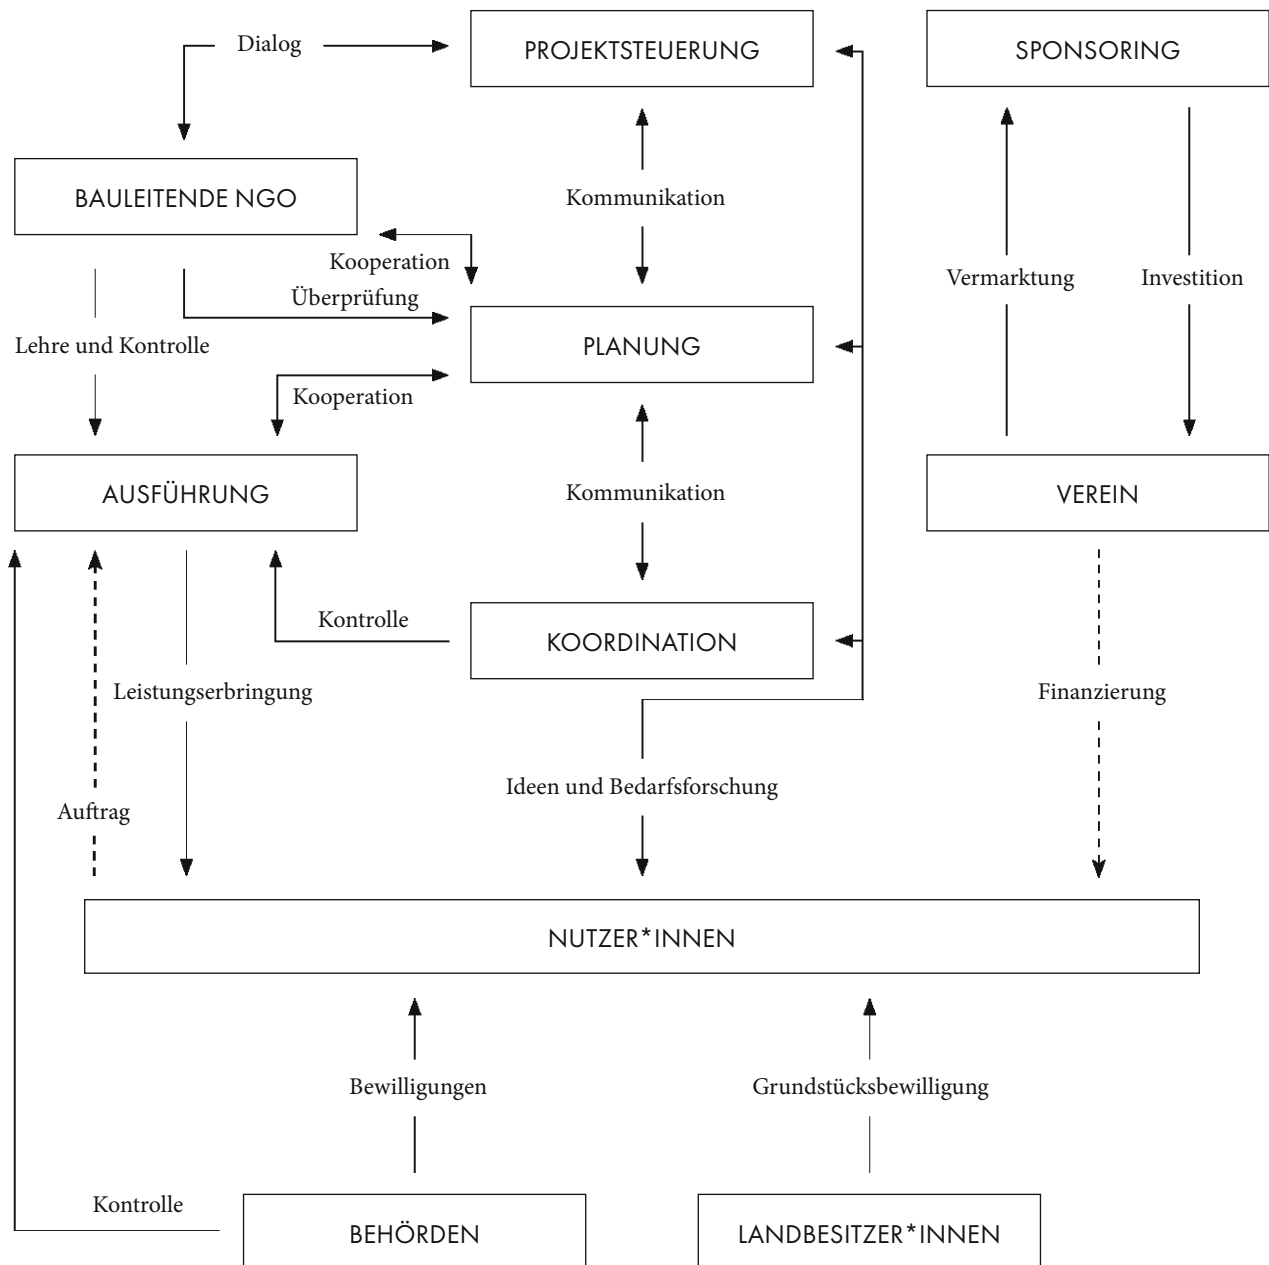 Dialog
PROJEKTSTEUERUNG
SPONSORING
BAULEITENDE NGO
Kommunikation
Kooperation
Vermarktung
Investition
Überprüfung
Lehre und Kontrolle
PLANUNG
Kooperation
AUSFÜHRUNG
Kommunikation
VEREIN
Kontrolle
KOORDINATION
Leistungserbringung
Finanzierung
Ideen und Bedarfsforschung
Auftrag
NUTZER*INNEN
Bewilligungen
Grundstücksbewilligung
Kontrolle
BEHÖRDEN
LANDBESITZER*INNEN